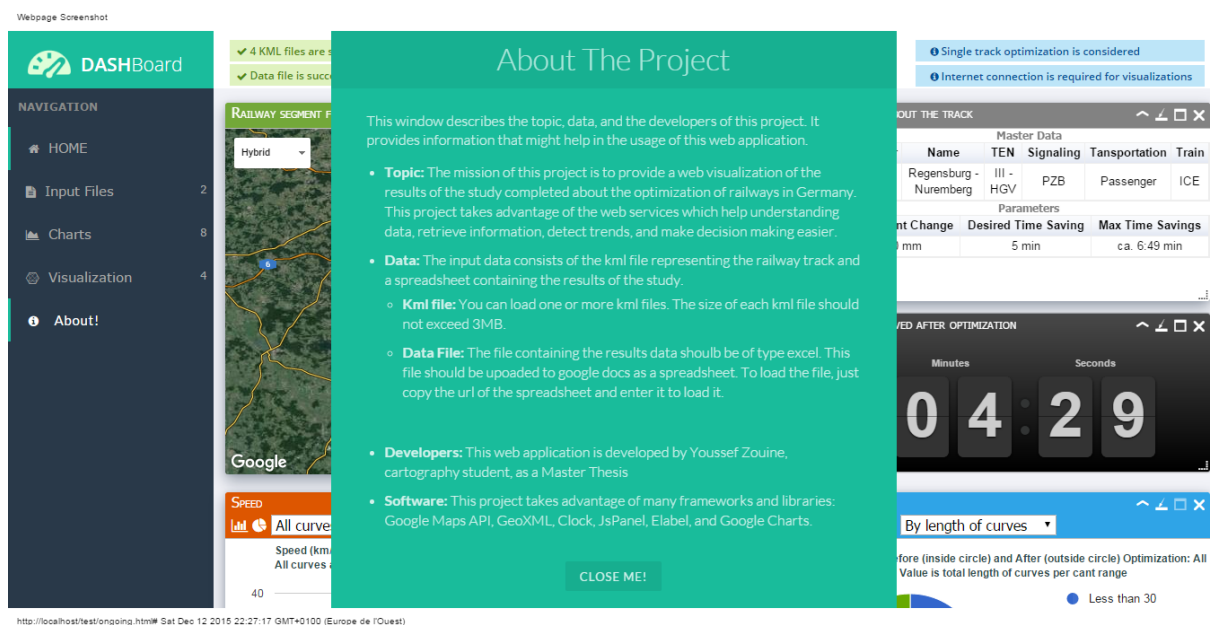 Webpage Screenshot
DASHBoard
NAVIGATION
HOME
Input Files 2
Charts 8
Visualization 4
About!
4 KML files are
Data file is succ
Single track optimization is considered
Internet connection is required for visualizations
RAILWAY SEGMENT F
Hybrid
6
Google
About The Project
This window describes the topic, data, and the developers of this project. It
provides information that might help in the usage of this web application.
• Topic: The mission of this project is to provide a web visualization of the
results of the study completed about the optimization of railways in Germany.
This project takes advantage of the web services which help understanding
data, retrieve information, detect trends, and make decision making easier.
• Data: The input data consists of the kml file representing the railway track and
a spreadsheet containing the results of the study.
◦ Kml file: You can load one or more kml files. The size of each kml file should
not exceed 3MB.
◦ Data File: The file containing the results data shoulb be of type excel. This
file should be upoaded to google docs as a spreadsheet. To load the file, just
copy the url of the spreadsheet and enter it to load it.
• Developers: This web application is developed by Youssef Zouine,
cartography student, as a Master Thesis
• Software: This project takes advantage of many frameworks and libraries:
Google Maps API, GeoXML, Clock, JsPanel, Elabel, and Google Charts.
CLOSE ME!
OUT THE TRACK
Master Data
Name TEN Signaling Tansportation Train
Regensburg - Nuremberg III - HGV PZB Passenger ICE
Parameters
nt Change Desired Time Saving Max Time Savings
mm 5 min ca. 6:49 min
VED AFTER OPTIMIZATION
Minutes Seconds
04:29
SPEED
All curve
Speed (km
All curves
40
By length of curves
fore (inside circle) and After (outside circle) Optimization: All
Value is total length of curves per cant range
Less than 30
http://localhost/test/ongoing.html# Sat Dec 12 2015 22:27:17 GMT+0100 (Europe de l'Ouest)